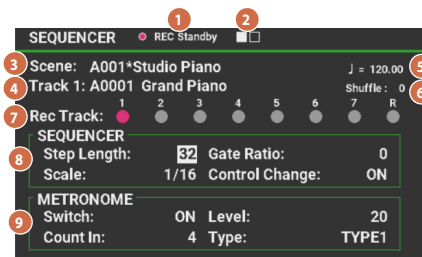 1 2
SEQUENCER REC Standby
3 Scene: A001*Studio Piano ♩ = 120.00 5
4 Track 1: A0001 Grand Piano Shuffle: 0 6
1 2 3 4 5 6 7 R
7 Rec Track:
SEQUENCER
8 Step Length: 32 Gate Ratio: 0
Scale: 1/16 Control Change: ON
METRONOME
9 Switch: ON Level: 20
Count In: 4 Type: TYPE1